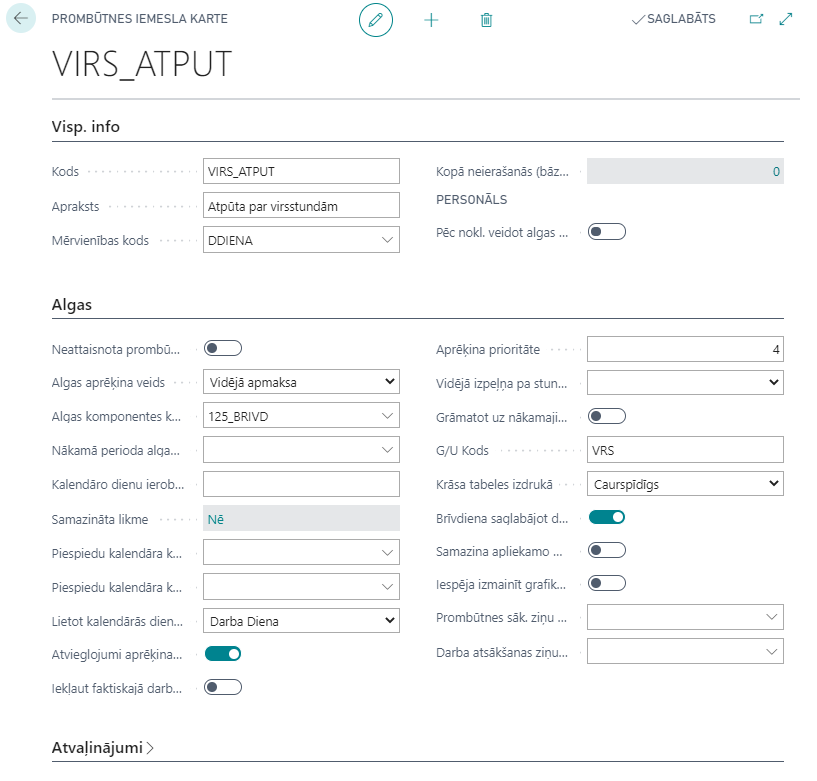 PROMBŪTNES IEMESLA KARTE
SAGLABĀTS
VIRS_ATPUT
Visp. info
Kods VIRS_ATPUT
Apraksts Atpūta par virsstundām
Mērvienības kods DDIENA
Kopā neierašanās (bāz... 0
PERSONĀLS
Pēc nokl. veidot algas ...
Algas
Neattaisnota prombū...
Algas aprēķina veids Vidējā apmaksa
Algas komponentes k... 125_BRIVD
Nākamā perioda alga...
Kalendāro dienu ierob...
Samazināta likme Nē
Piespiedu kalendāra k...
Piespiedu kalendāra k...
Lietot kalendārās dien... Darba Diena
Atvieglojumi aprēķina...
Iekļaut faktiskajā darb...
Aprēķina prioritāte 4
Vidējā izpeļņa pa stun...
Grāmatot uz nākamaji...
G/U Kods VRS
Krāsa tabeles izdrukā Caurspīdīgs
Brīvdiena saglabājot d...
Samazina apliekamo ...
Iespēja izmainīt grafik...
Prombūtnes sāk. ziņu ...
Darba atsākšanas ziņu...
Atvaļinājumi